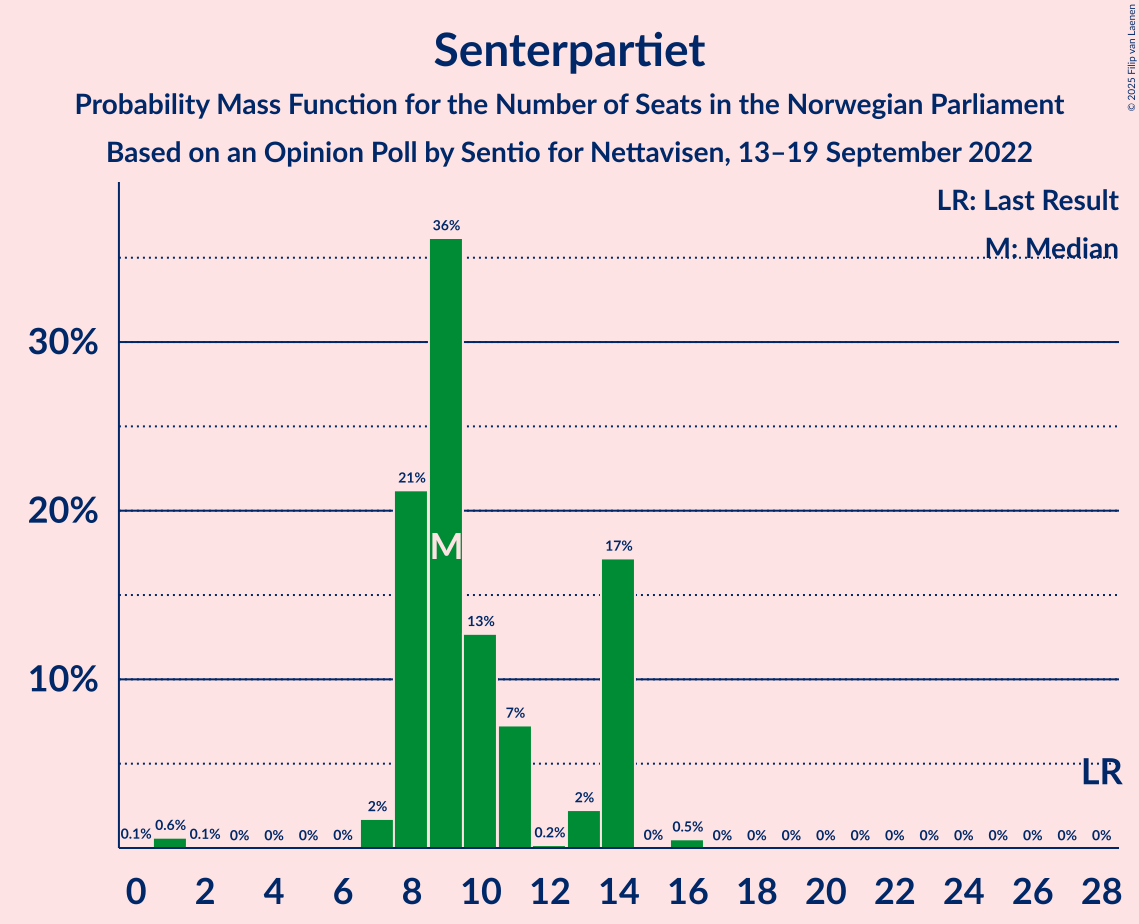 Senterpartiet
Probability Mass Function for the Number of Seats in the Norwegian Parliament
Based on an Opinion Poll by Sentio for Nettavisen, 13–19 September 2022
© 2025 Filip van Laenen
LR: Last Result
M: Median
30%
20%
10%
0.1% 0.6% 0.1% 0% 0% 0% 0% 2% 21% 36% 13% 7% 0.2% 2% 17% 0% 0.5% 0% 0% 0% 0% 0% 0% 0% 0% 0% 0% 0% 0%
M
LR
0 2 4 6 8 10 12 14 16 18 20 22 24 26 28